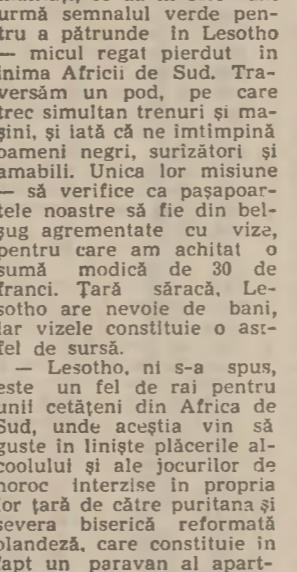 urmă semnalul verde pen-
tru a pătrunde în Lesotho
— micul regat pierdut în
inima Africii de Sud. Tra-
versăm un pod, pe care
trec simultan trenuri și ma-
șini, și iată că ne întîmpină
oameni negri, surîzători și
amabili. Unica lor misiune
— să verifice ca pașapoar-
tele noastre să fie din bel-
șug agrementate cu vize,
pentru care am achitat o
sumă modică de 30 de
franci. Țară săracă, Le-
sotho are nevoie de bani,
iar vizele constituie o ast-
fel de sursă.
— Lesotho, ni s-a spus,
este un fel de rai pentru
unii cetățeni din Africa de
Sud, unde aceștia vin să
guste în liniște plăcerile al-
coolului și ale jocurilor de
noroc interzise în propria
lor țară de către puritana și
severa biserică reformată
olandeză, care constituie în
fapt un paravan al apart-